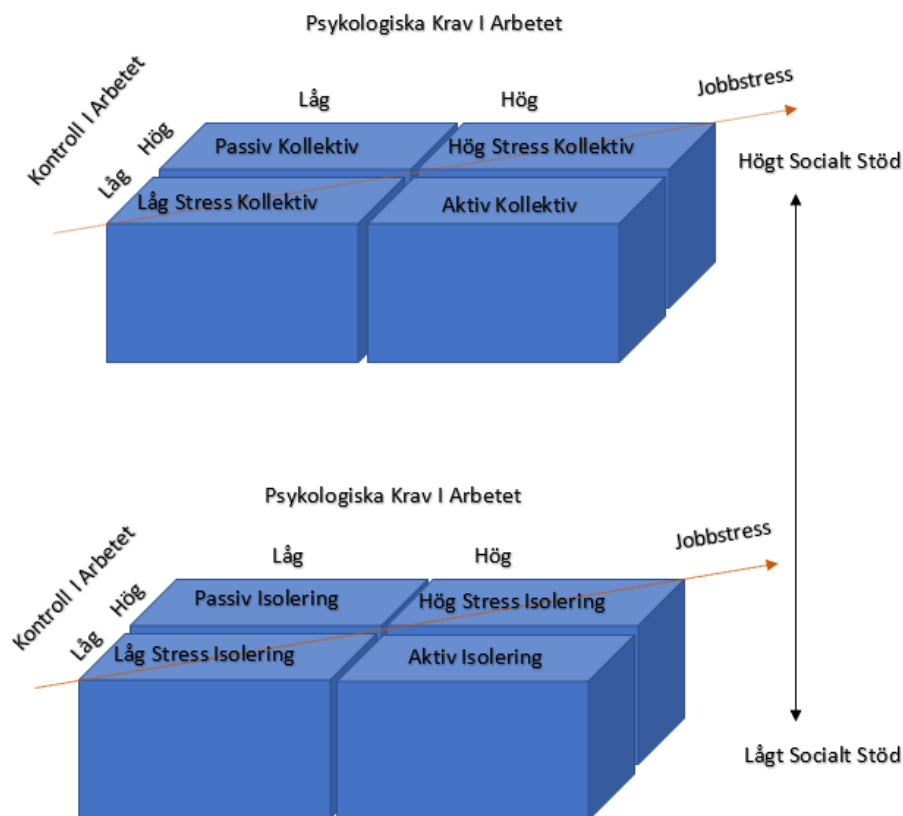 Psykologiska Krav I Arbetet
Jobbstress
Kontroll I Arbetet
Låg
Hög
Låg
Hög
Passiv Kollektiv
Hög Stress Kollektiv
Högt Socialt Stöd
Låg Stress Kollektiv
Aktiv Kollektiv
Psykologiska Krav I Arbetet
Jobbstress
Kontroll I Arbetet
Låg
Hög
Låg
Hög
Passiv Isolering
Hög Stress Isolering
Låg Stress Isolering
Aktiv Isolering
Lågt Socialt Stöd